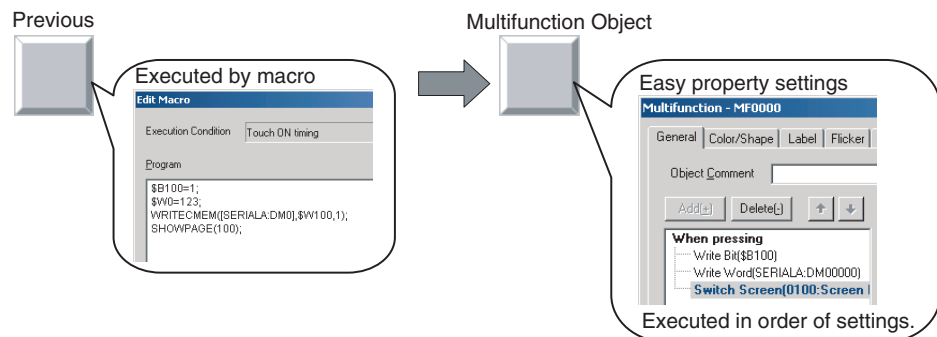 Previous
Executed by macro
Edit Macro
Execution Condition Touch ON timing
Program
$B100=1;
$W0=123;
WRITECMEM([SERIALA:DM0],$W100,1);
SHOWPAGE(100);
Multifunction Object
Easy property settings
Multifunction - MF0000
General Color/Shape Label Flicker
Object Comment
Add[+] Delete[-]
When pressing
Write Bit($B100)
Write Word(SERIALA:DM00000)
Switch Screen(0100:Screen
Executed in order of settings.